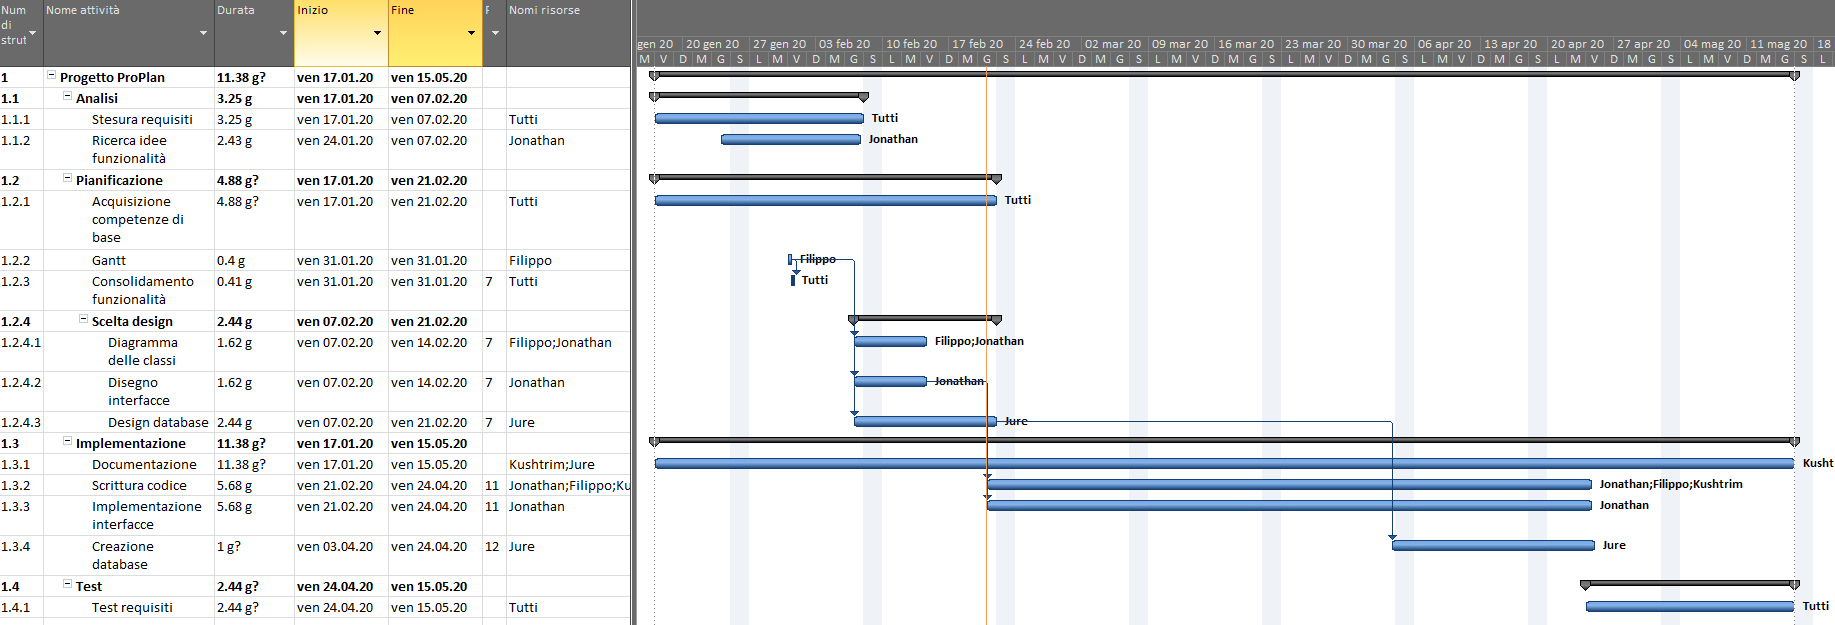 Num di strut Nome attività Durata Inizio Fine F Nomi risorse
gen 20 20 gen 20 27 gen 20 03 feb 20 10 feb 20 17 feb 20 24 feb 20 02 mar 20 09 mar 20 16 mar 20 23 mar 20 30 mar 20 06 apr 20 13 apr 20 20 apr 20 27 apr 20 04 mag 20 11 mag 20 18
M V D M G S L M V D M G S L M V D M G S L M V D M G S L M V D M G S L M V D M G S L M V D M G S L M V D M G S L M V D M G S L M V D M G S L
1 Progetto ProPlan 11.38 g? ven 17.01.20 ven 15.05.20
1.1 Analisi 3.25 g ven 17.01.20 ven 07.02.20
1.1.1 Stesura requisiti 3.25 g ven 17.01.20 ven 07.02.20 Tutti Tutti
1.1.2 Ricerca idee funzionalità 2.43 g ven 24.01.20 ven 07.02.20 Jonathan Jonathan
1.2 Pianificazione 4.88 g? ven 17.01.20 ven 21.02.20
1.2.1 Acquisizione competenze di base 4.88 g? ven 17.01.20 ven 21.02.20 Tutti Tutti
1.2.2 Gantt 0.4 g ven 31.01.20 ven 31.01.20 Filippo Filippo
1.2.3 Consolidamento funzionalità 0.41 g ven 31.01.20 ven 31.01.20 7 Tutti Tutti
1.2.4 Scelta design 2.44 g ven 07.02.20 ven 21.02.20
1.2.4.1 Diagramma delle classi 1.62 g ven 07.02.20 ven 14.02.20 7 Filippo;Jonathan Filippo;Jonathan
1.2.4.2 Disegno interfacce 1.62 g ven 07.02.20 ven 14.02.20 7 Jonathan Jonathan
1.2.4.3 Design database 2.44 g ven 07.02.20 ven 21.02.20 7 Jure Jure
1.3 Implementazione 11.38 g? ven 17.01.20 ven 15.05.20
1.3.1 Documentazione 11.38 g? ven 17.01.20 ven 15.05.20 Kushtrim;Jure Kusht
1.3.2 Scrittura codice 5.68 g ven 21.02.20 ven 24.04.20 11 Jonathan;Filippo;Ku Jonathan;Filippo;Kushtrim
1.3.3 Implementazione interfacce 5.68 g ven 21.02.20 ven 24.04.20 11 Jonathan Jonathan
1.3.4 Creazione database 1 g? ven 03.04.20 ven 24.04.20 12 Jure Jure
1.4 Test 2.44 g? ven 24.04.20 ven 15.05.20
1.4.1 Test requisiti 2.44 g? ven 24.04.20 ven 15.05.20 Tutti Tutti